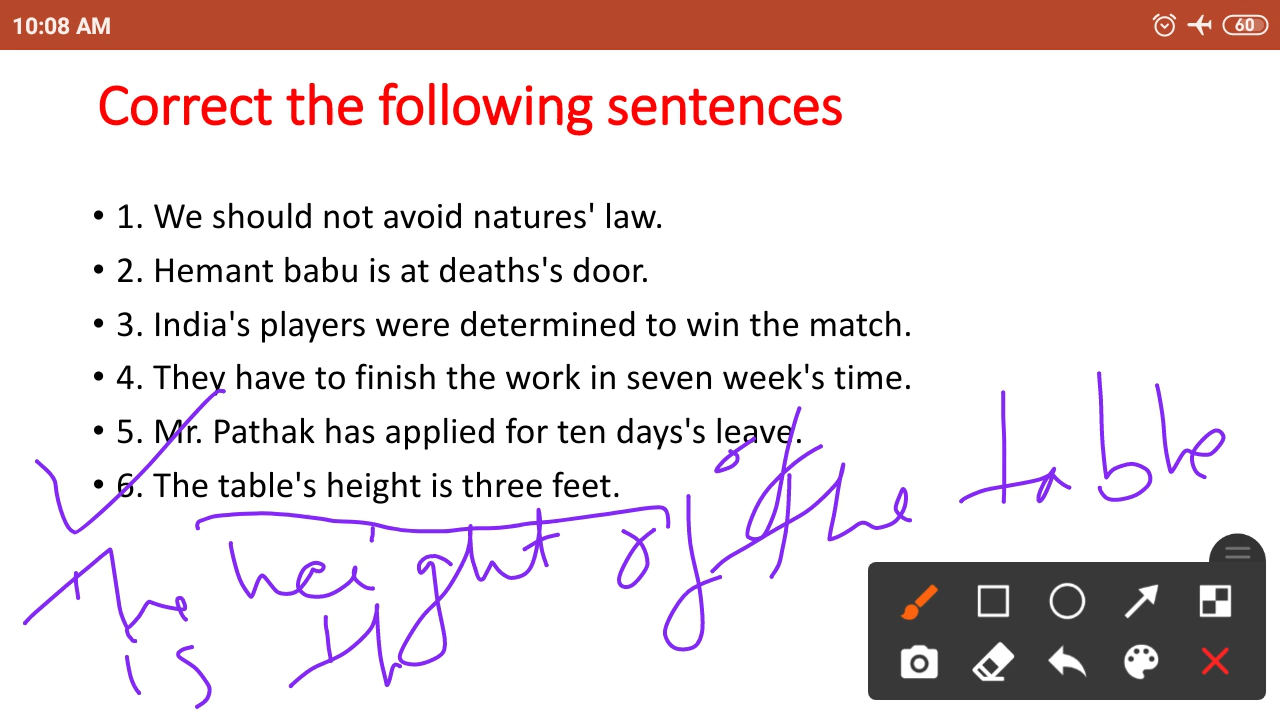 10:08 AM
60
Correct the following sentences
• 1. We should not avoid natures' law.
• 2. Hemant babu is at deaths's door.
• 3. India's players were determined to win the match.
• 4. They have to finish the work in seven week's time.
• 5. Mr. Pathak has applied for ten days's leave.
• 6. The table's height is three feet.
The height of the table
is